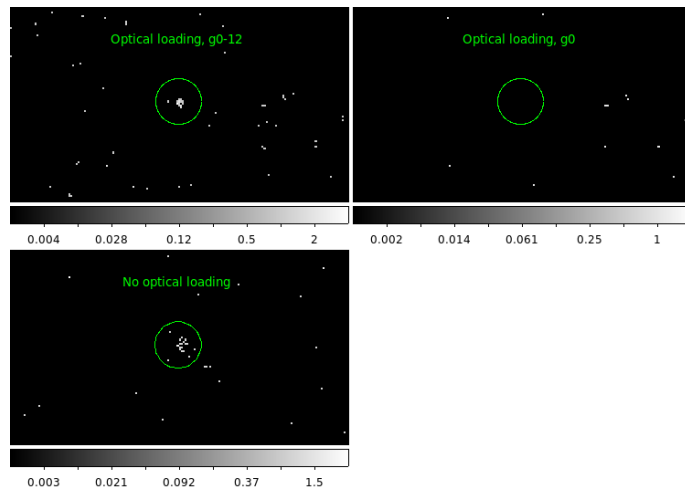 Optical loading, g0-12
Optical loading, g0
0.004 0.028 0.12 0.5 2
0.002 0.014 0.061 0.25 1
No optical loading
0.003 0.021 0.092 0.37 1.5